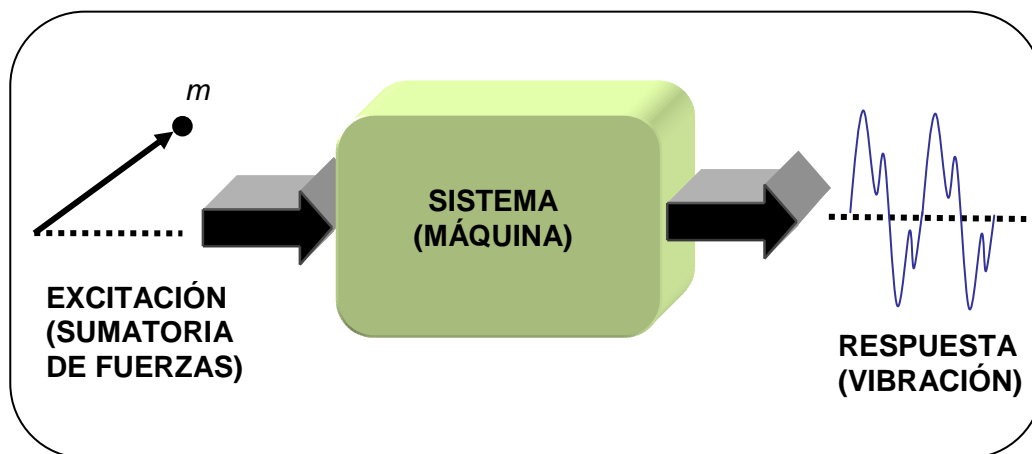 m
SISTEMA
(MÁQUINA)
EXCITACIÓN
(SUMATORIA
DE FUERZAS)
RESPUESTA
(VIBRACIÓN)